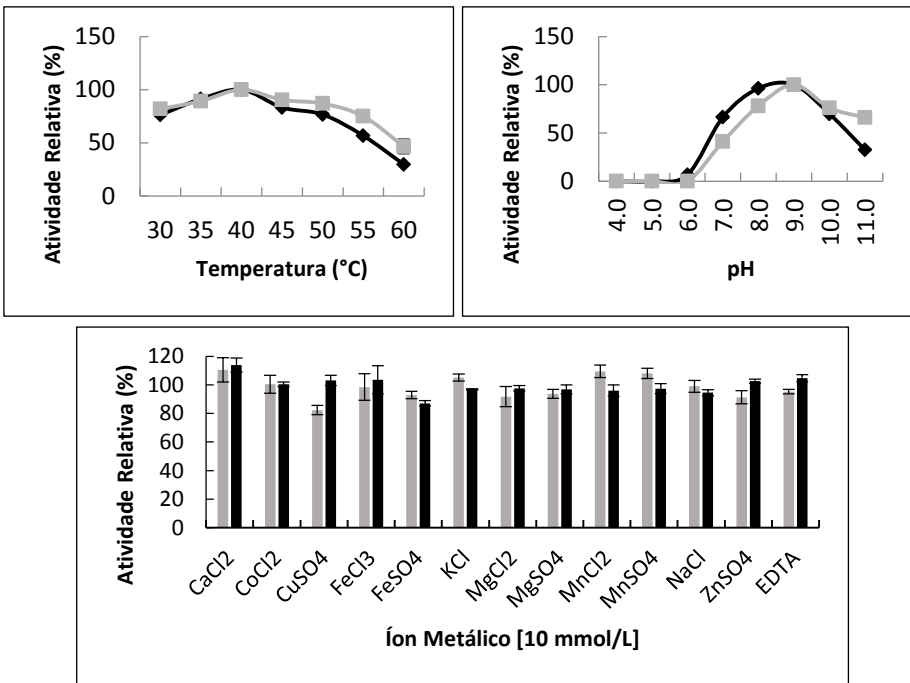 Atividade Relativa (%)
150
100
50
0
30 35 40 45 50 55 60
Temperatura (°C)
Atividade Relativa (%)
150
100
50
0
4.0 5.0 6.0 7.0 8.0 9.0 10.0 11.0
pH
Atividade Relativa (%)
120
100
80
60
40
20
0
CaCl2 CoCl2 CuSO4 FeCl3 FeSO4 KCl MgCl2 MgSO4 MnCl2 MnSO4 NaCl ZnSO4 EDTA
Íon Metálico [10 mmol/L]